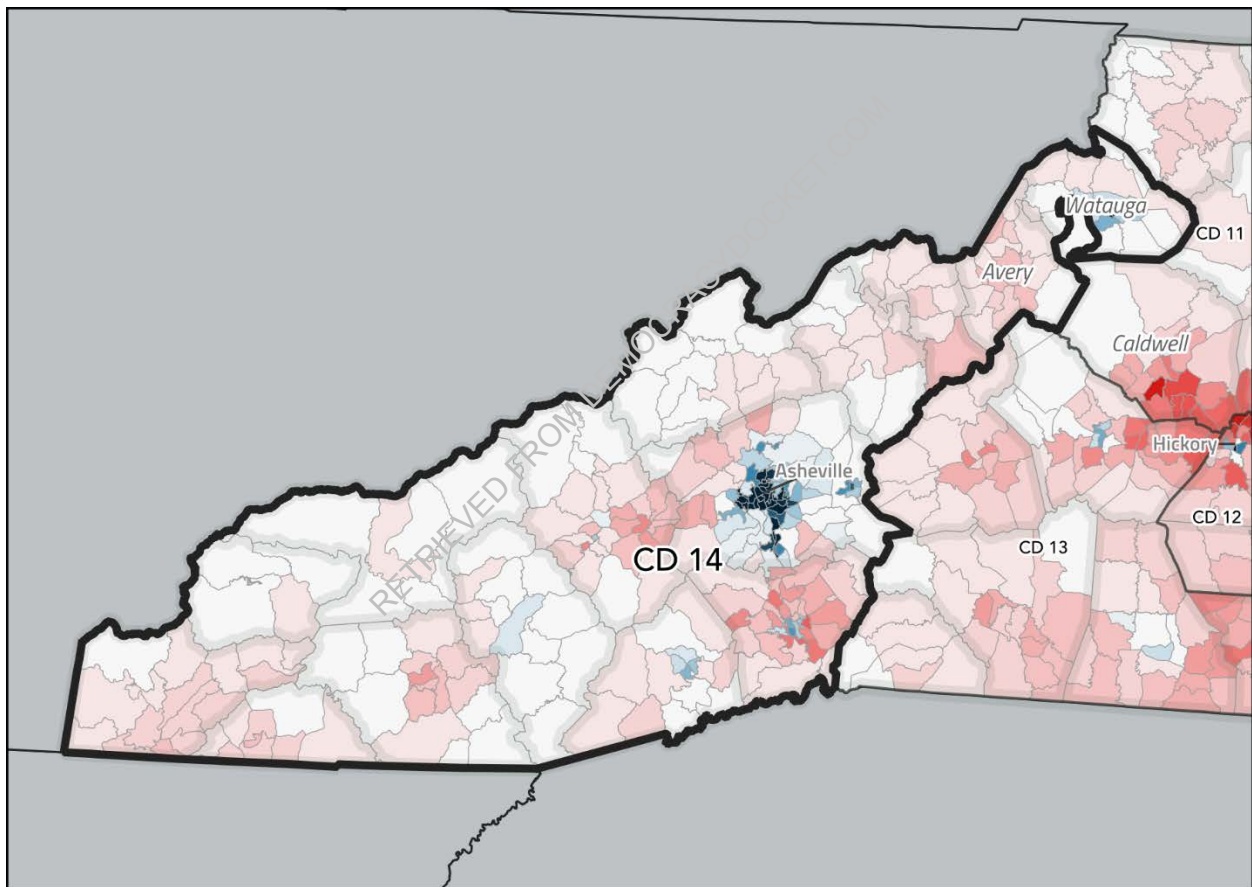 Watauga
CD 11
Avery
Caldwell
Hickory
Asheville
CD 12
CD 14
CD 13
RETRIEVED FROM DEMOCRACYDOCKET.COM